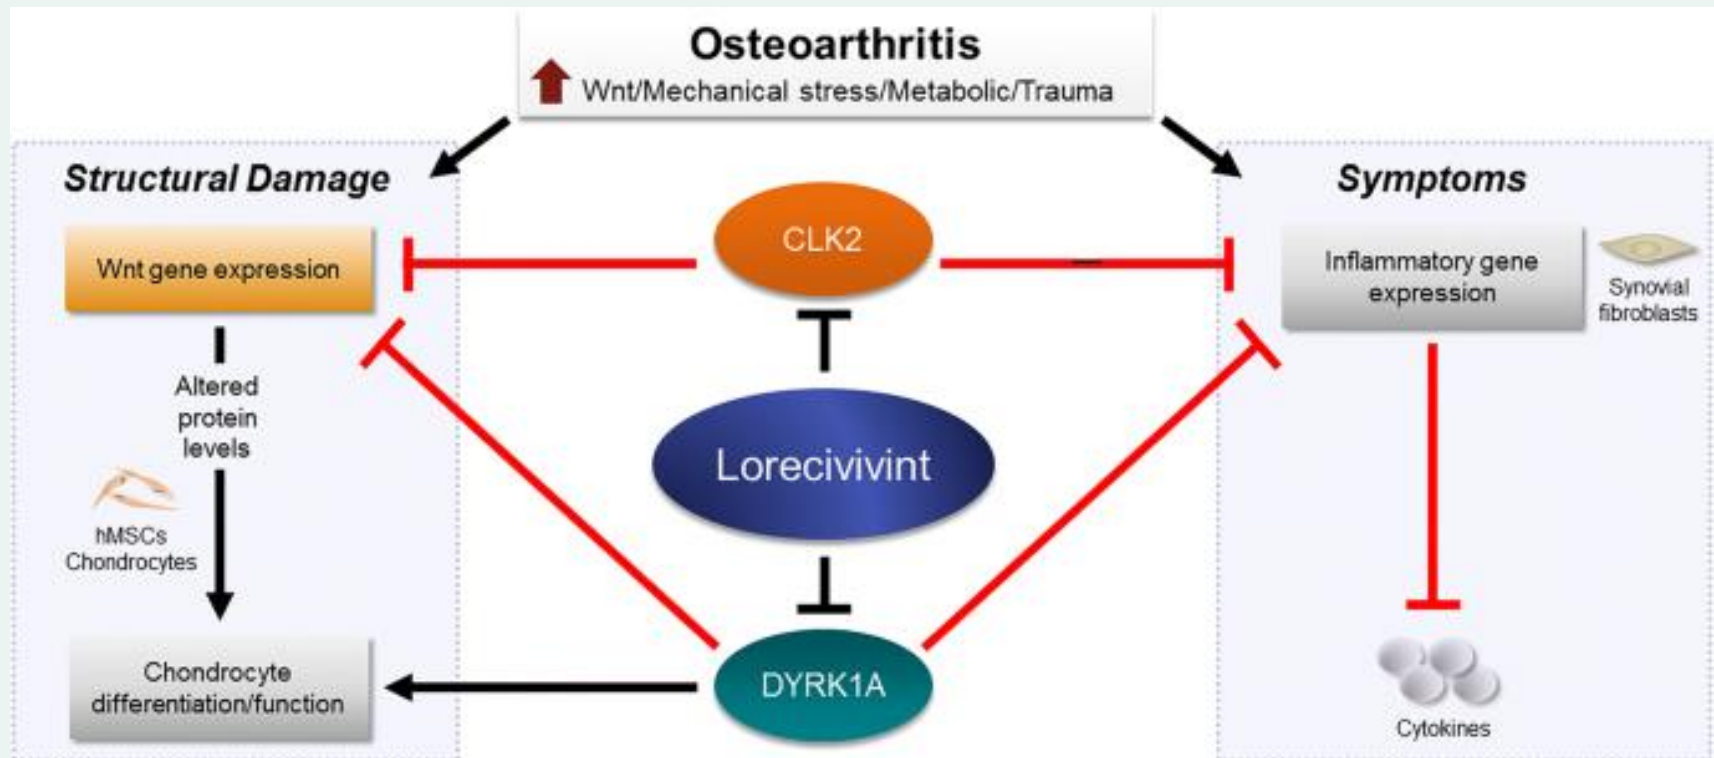 Osteoarthritis
Wnt/Mechanical stress/Metabolic/Trauma
Structural Damage
Wnt gene expression
Altered
protein
levels
hMSCs
Chondrocytes
Chondrocyte
differentiation/function
CLK2
Lorecivivint
DYRK1A
Symptoms
Inflammatory gene
expression
Synovial
fibroblasts
Cytokines